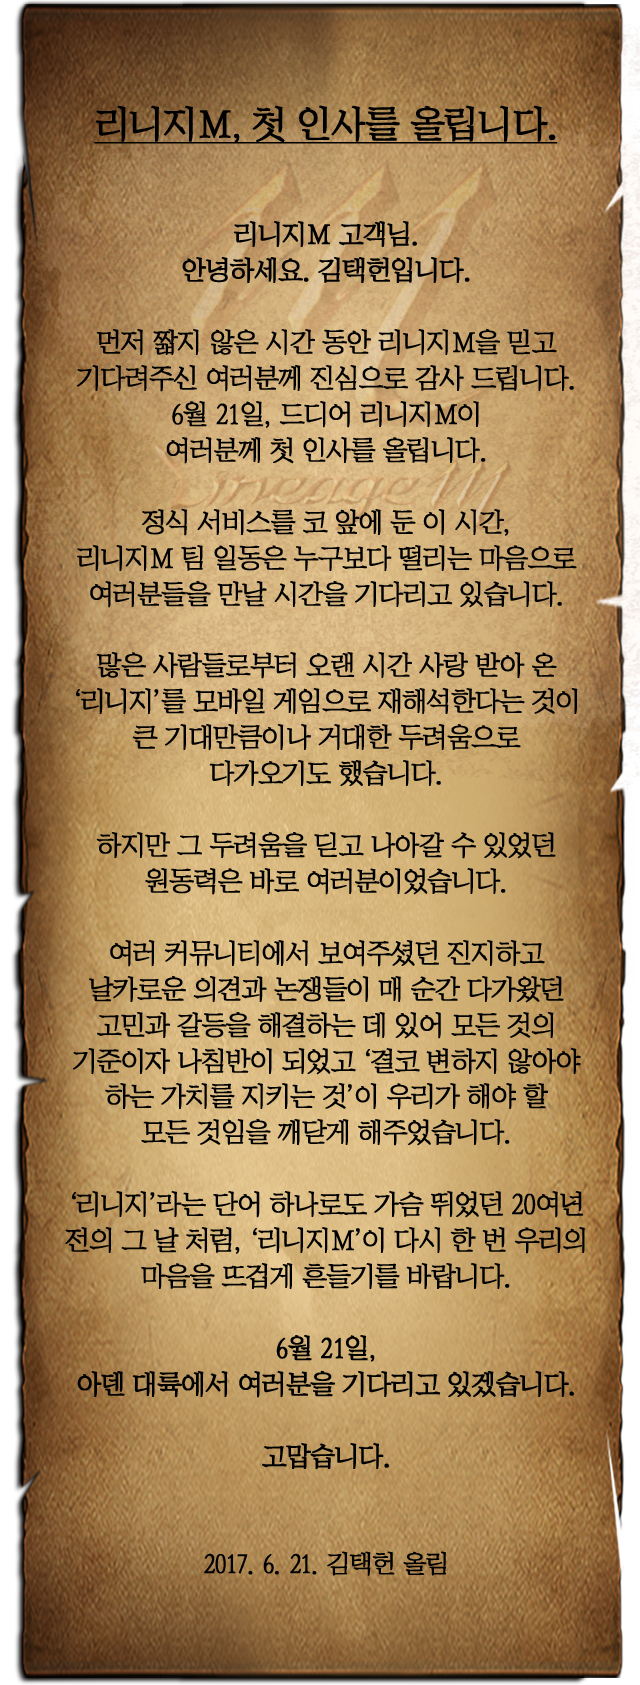 리니지M, 첫 인사를 올립니다.
리니지M 고객님.
안녕하세요. 김택헌입니다.
먼저 짧지 않은 시간 동안 리니지M을 믿고
기다려주신 여러분께 진심으로 감사 드립니다.
6월 21일, 드디어 리니지M이
여러분께 첫 인사를 올립니다.
Lineage M
정식 서비스를 코 앞에 둔 이 시간,
리니지M 팀 일동은 누구보다 떨리는 마음으로
여러분들을 만날 시간을 기다리고 있습니다.
많은 사람들로부터 오랜 시간 사랑 받아 온
‘리니지’를 모바일 게임으로 재해석한다는 것이
큰 기대만큼이나 거대한 두려움으로
다가오기도 했습니다.
하지만 그 두려움을 딛고 나아갈 수 있었던
원동력은 바로 여러분이었습니다.
여러 커뮤니티에서 보여주셨던 진지하고
날카로운 의견과 논쟁들이 매 순간 다가왔던
고민과 갈등을 해결하는 데 있어 모든 것의
기준이자 나침반이 되었고 ‘결코 변하지 않아야
하는 가치를 지키는 것’이 우리가 해야 할
모든 것임을 깨닫게 해주었습니다.
‘리니지’라는 단어 하나로도 가슴 뛰었던 20여년
전의 그 날 처럼, ‘리니지M’이 다시 한 번 우리의
마음을 뜨겁게 흔들기를 바랍니다.
6월 21일,
아덴 대륙에서 여러분을 기다리고 있겠습니다.
고맙습니다.
2017. 6. 21. 김택헌 올림